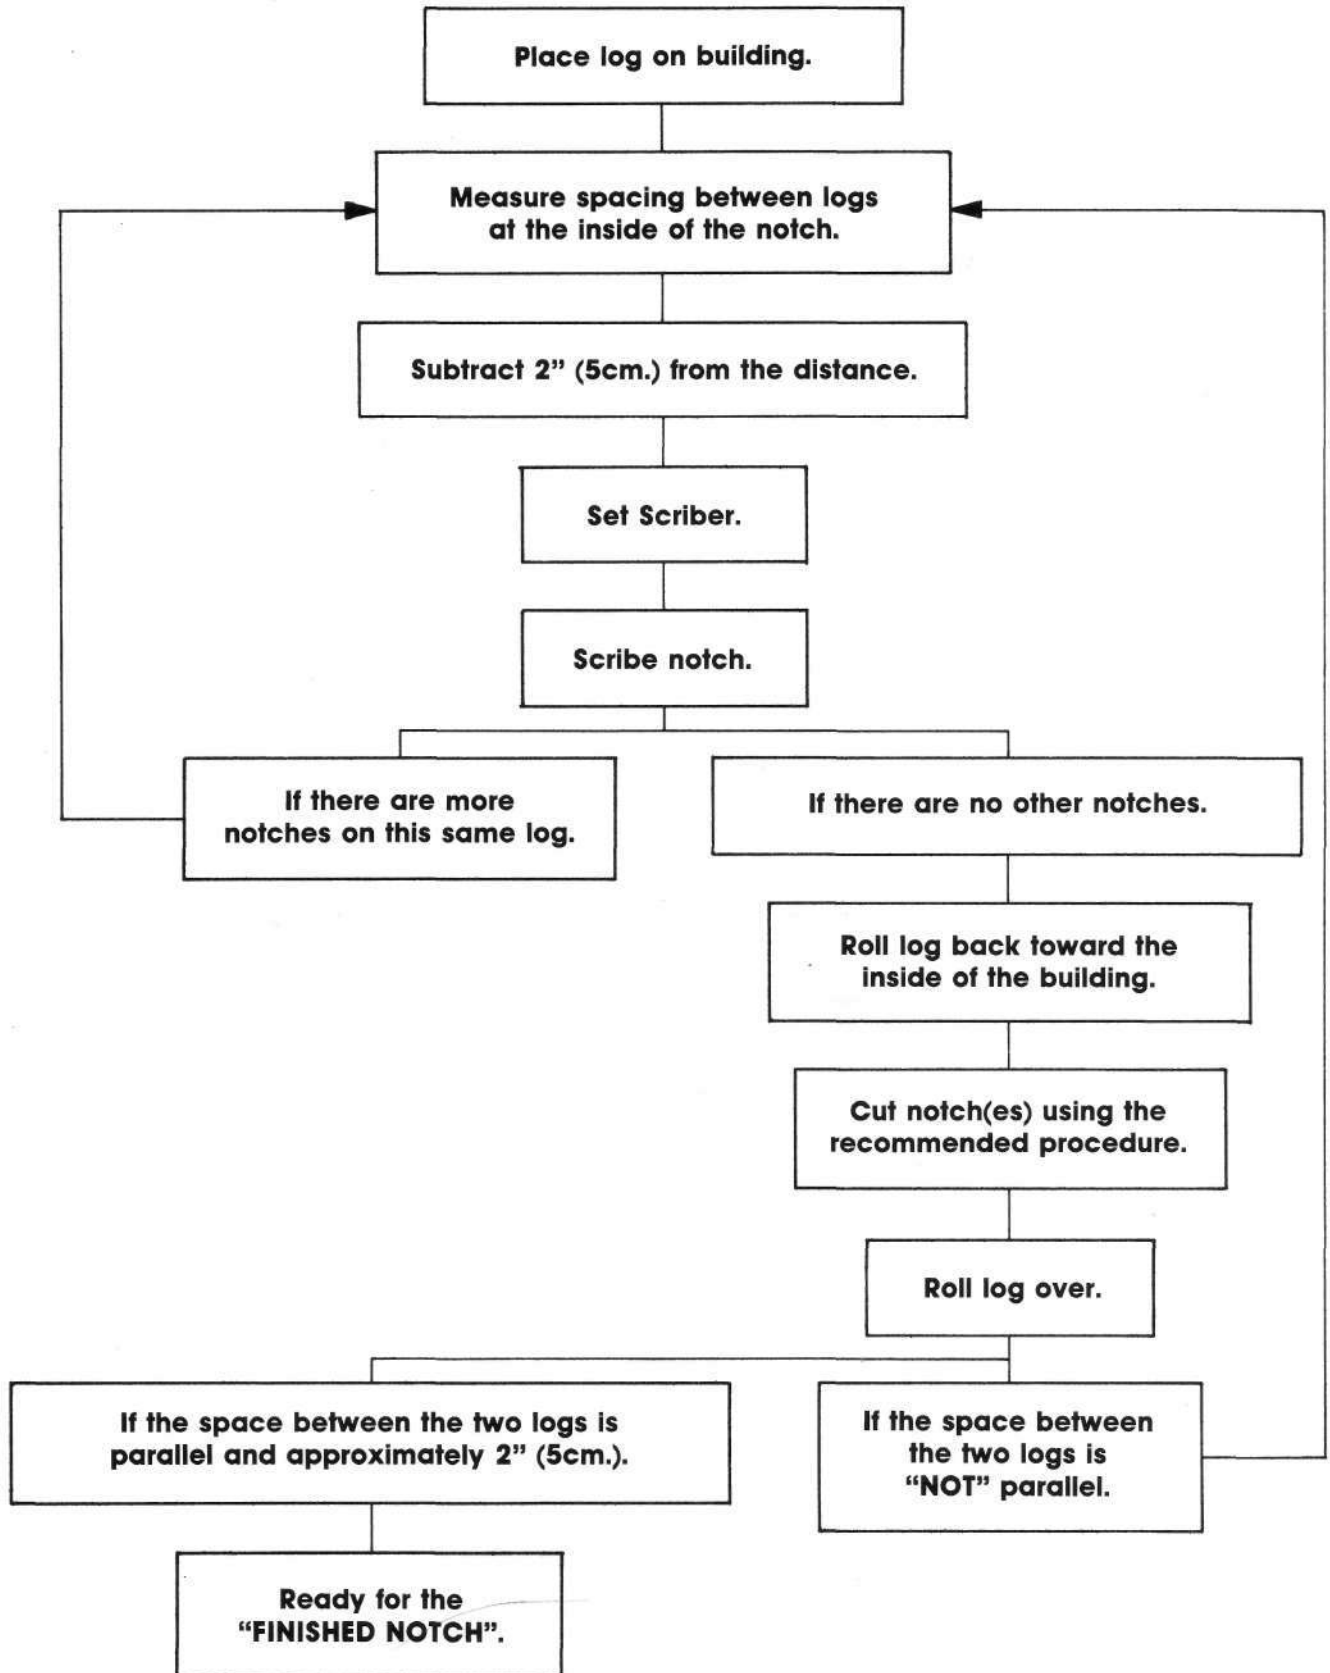 Place log on building.
Measure spacing between logs
at the inside of the notch.
Subtract 2” (5cm.) from the distance.
Set Scriber.
Scribe notch.
If there are more
notches on this same log.
If there are no other notches.
Roll log back toward the
inside of the building.
Cut notch(es) using the
recommended procedure.
Roll log over.
If the space between the two logs is
parallel and approximately 2” (5cm.).
If the space between
the two logs is
“NOT” parallel.
Ready for the
“FINISHED NOTCH”.